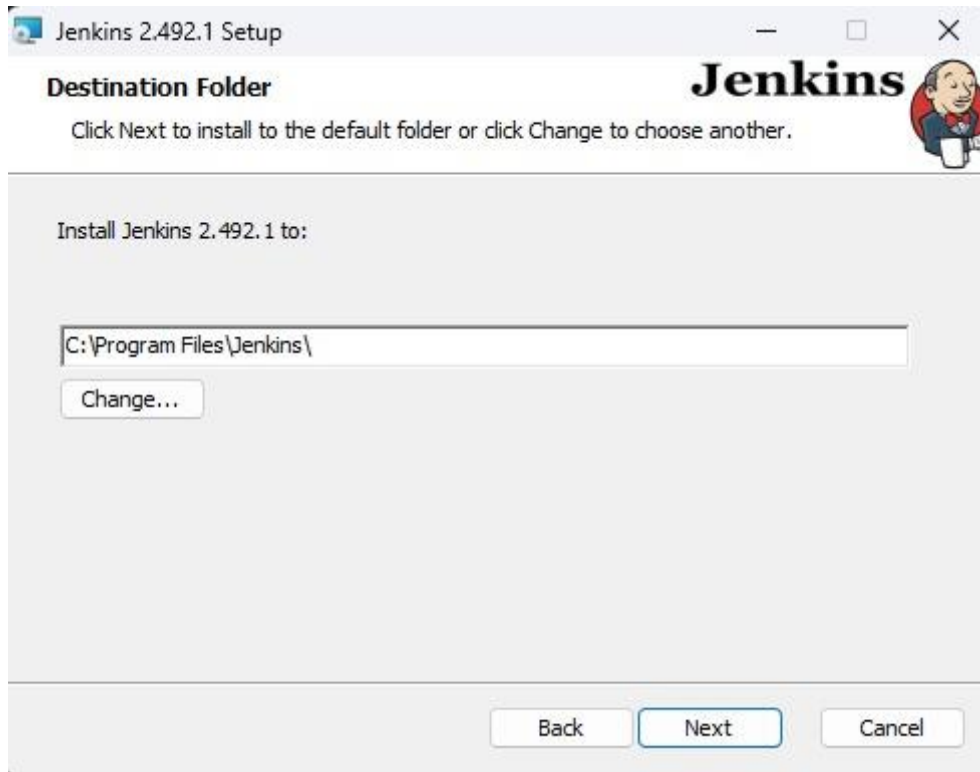 Jenkins 2.492.1 Setup
Destination Folder
Jenkins
Click Next to install to the default folder or click Change to choose another.
Install Jenkins 2.492.1 to:
C:\Program Files\Jenkins\
Change...
Back Next Cancel